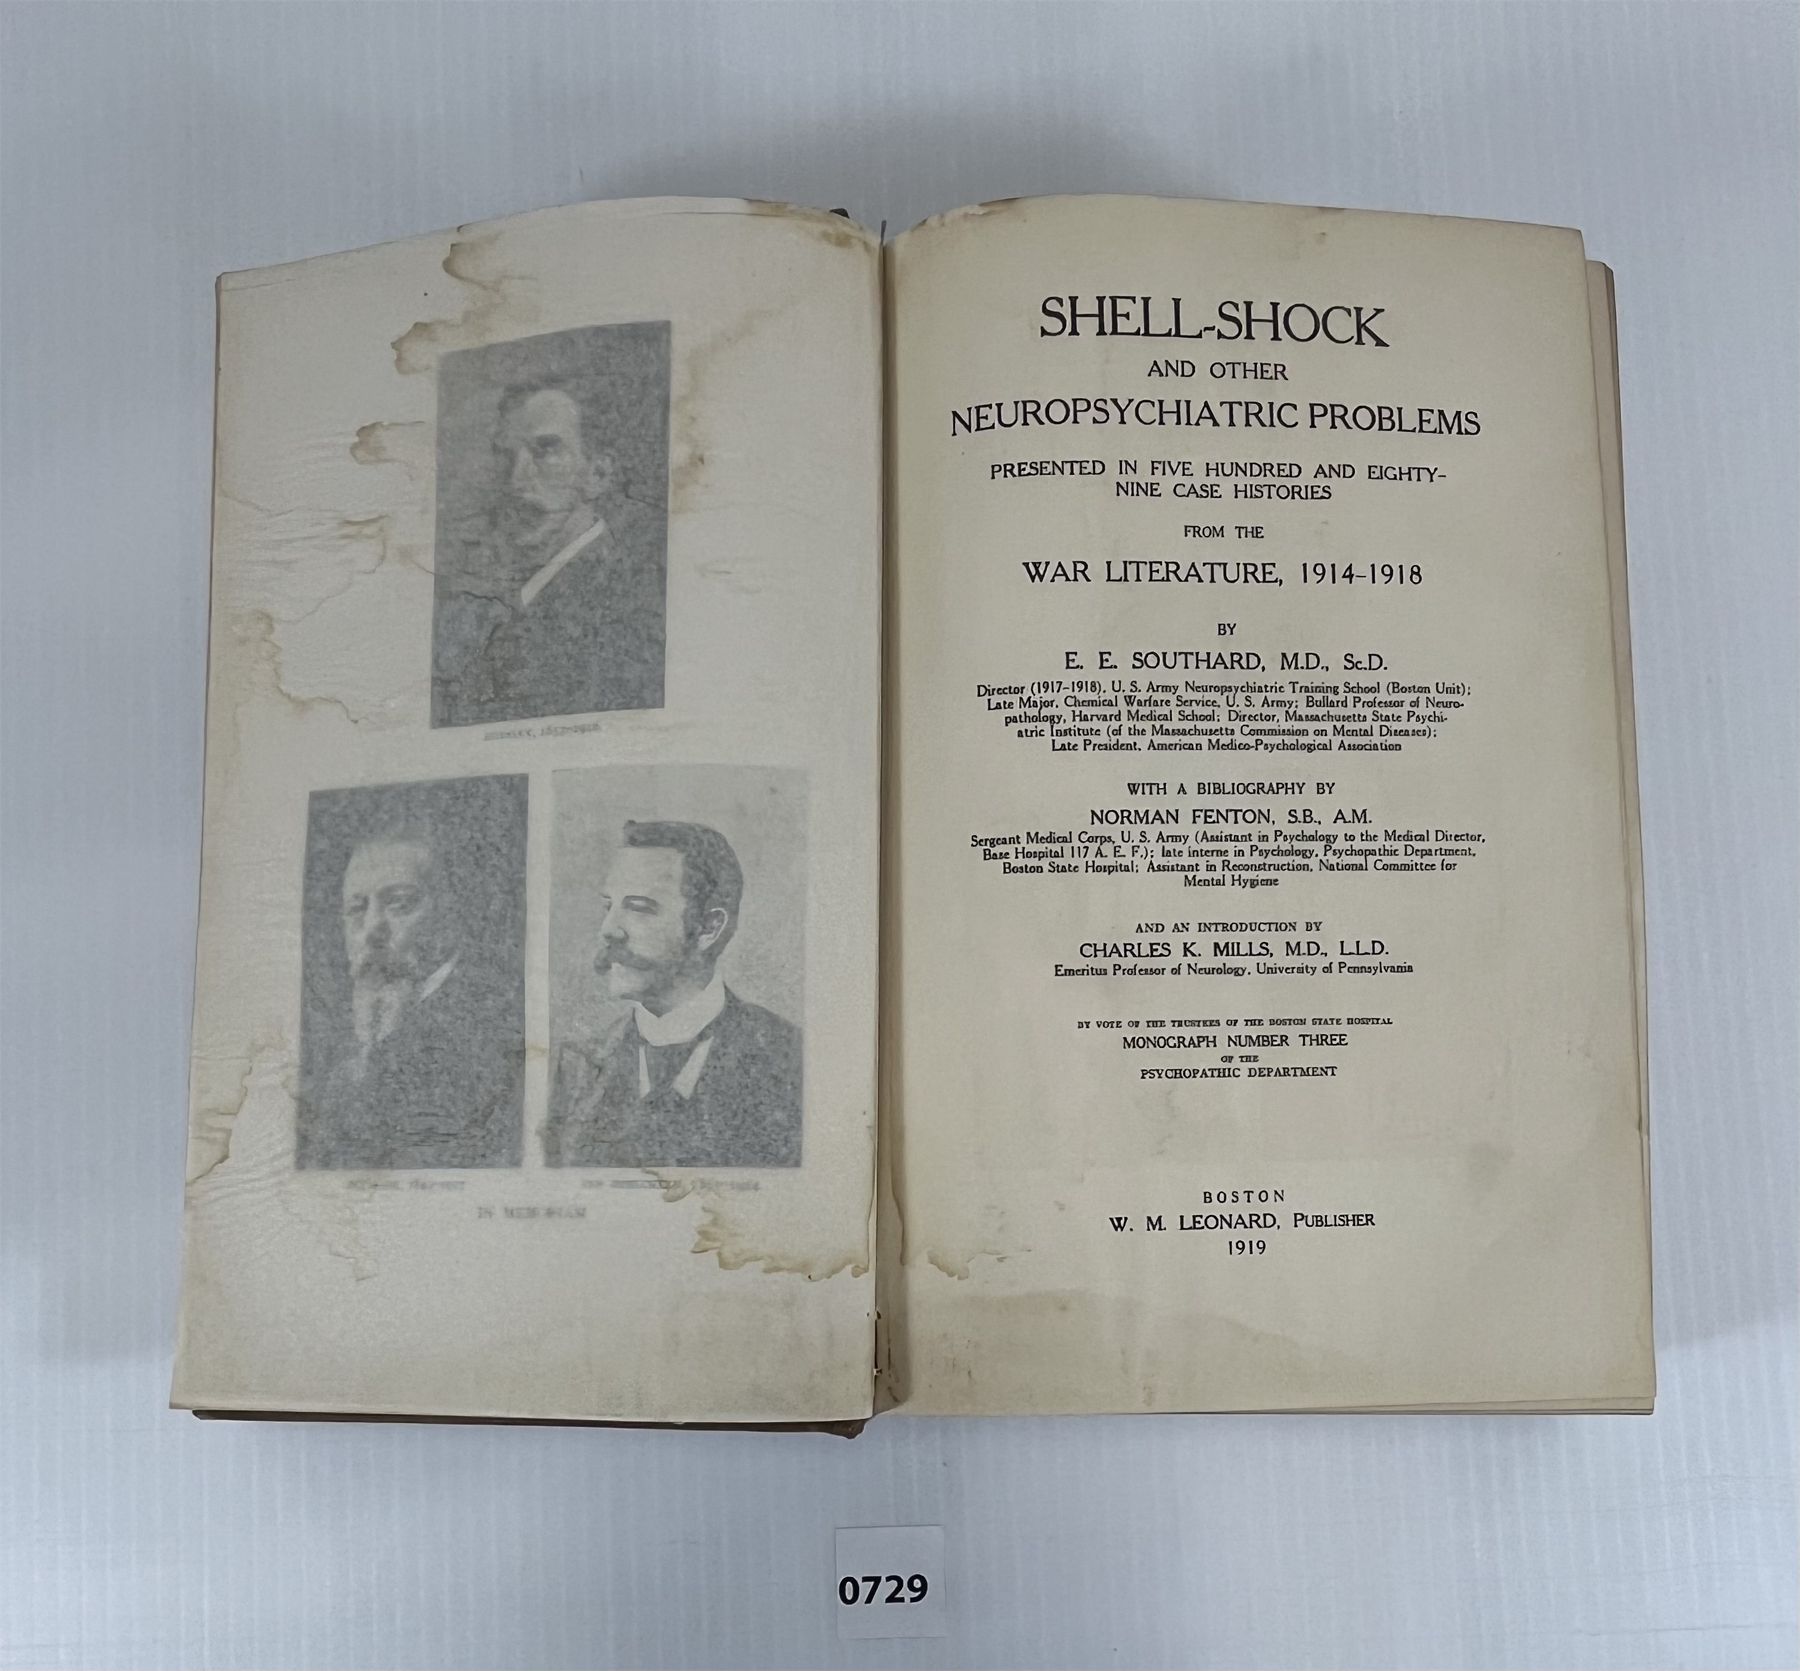 IN MEMORIAM
SHELL-SHOCK
AND OTHER
NEUROPSYCHIATRIC PROBLEMS
PRESENTED IN FIVE HUNDRED AND EIGHTY-
NINE CASE HISTORIES
FROM THE
WAR LITERATURE, 1914-1918
BY
E. E. SOUTHARD, M.D., Sc.D.
Director (1917-1918), U. S. Army Neuropsychiatric Training School (Boston Unit);
Late Major, Chemical Warfare Service, U. S. Army; Bullard Professor of Neuro-
pathology, Harvard Medical School; Director, Massachusetts State Psychi-
atric Institute (of the Massachusetts Commission on Mental Diseases);
Late President, American Medico-Psychological Association
WITH A BIBLIOGRAPHY BY
NORMAN FENTON, S.B., A.M.
Sergeant Medical Corps, U. S. Army (Assistant in Psychology to the Medical Director,
Base Hospital 117 A. E. F.); late interne in Psychology, Psychopathic Department,
Boston State Hospital; Assistant in Reconstruction, National Committee for
Mental Hygiene
AND AN INTRODUCTION BY
CHARLES K. MILLS, M.D., LL.D.
Emeritus Professor of Neurology, University of Pennsylvania
BY VOTE OF THE TRUSTEES OF THE BOSTON STATE HOSPITAL
MONOGRAPH NUMBER THREE
OF THE
PSYCHOPATHIC DEPARTMENT
BOSTON
W. M. LEONARD, PUBLISHER
1919
0729